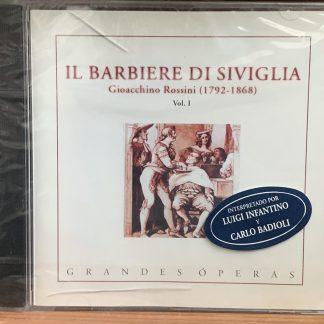 IL BARBIERE DI SIVIGLIA
Gioacchino Rossini (1792-1868)
Vol. I
INTERPRETADO POR
LUIGI INFANTINO
Y
CARLO BADIOLI
GRANDES ÓPERAS